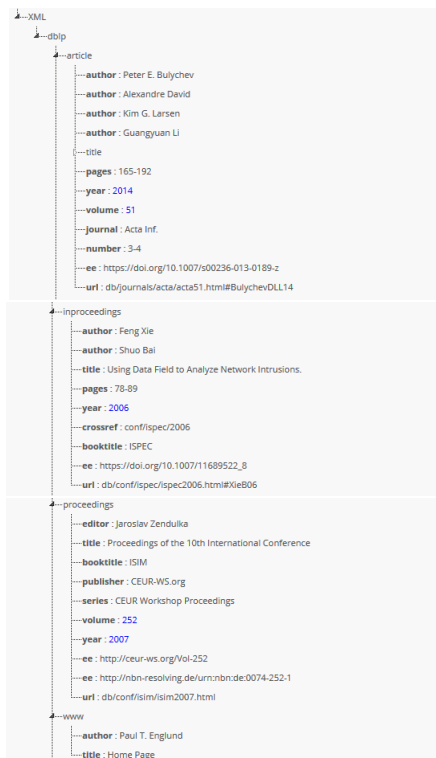 XML
dblp
article
author : Peter E. Bulychev
author : Alexandre David
author : Kim G. Larsen
author : Guangyuan Li
title
pages : 165-192
year : 2014
volume : 51
journal : Acta Inf.
number : 3-4
ee : https://doi.org/10.1007/s00236-013-0189-z
url : db/journals/acta/acta51.html#BulychevDLL14
inproceedings
author : Feng Xie
author : Shuo Bai
title : Using Data Field to Analyze Network Intrusions.
pages : 78-89
year : 2006
crossref : conf/ispec/2006
booktitle : ISPEC
ee : https://doi.org/10.1007/11689522_8
url : db/conf/ispec/ispec2006.html#XieB06
proceedings
editor : Jaroslav Zendulka
title : Proceedings of the 10th International Conference
booktitle : ISIM
publisher : CEUR-WS.org
series : CEUR Workshop Proceedings
volume : 252
year : 2007
ee : http://ceur-ws.org/Vol-252
ee : http://nbn-resolving.de/urn:nbn:de:0074-252-1
url : db/conf/isim/isim2007.html
www
author : Paul T. Englund
title : Home Page